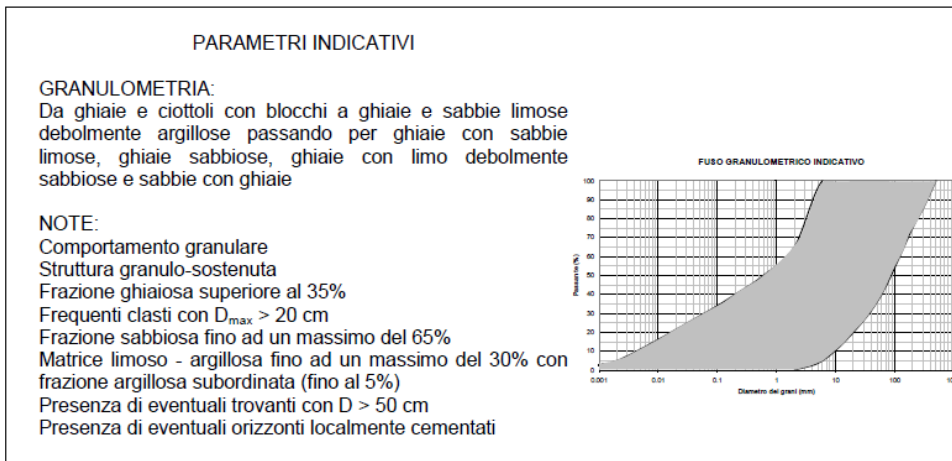 PARAMETRI INDICATIVI
GRANULOMETRIA:
Da ghiaie e ciottoli con blocchi a ghiaie e sabbie limose
debolmente argillose passando per ghiaie con sabbie
limose, ghiaie sabbiose, ghiaie con limo debolmente
sabbiose e sabbie con ghiaie
NOTE:
Comportamento granulare
Struttura granulo-sostenuta
Frazione ghiaiosa superiore al 35%
Frequenti clasti con Dmax > 20 cm
Frazione sabbiosa fino ad un massimo del 65%
Matrice limoso - argillosa fino ad un massimo del 30% con
frazione argillosa subordinata (fino al 5%)
Presenza di eventuali trovanti con D > 50 cm
Presenza di eventuali orizzonti localmente cementati
FUSO GRANULOMETRICO INDICATIVO
Passante (%)
100
90
80
70
60
50
40
30
20
10
0
0.001 0.01 0.1 1 10 100
Diametro dei grani (mm)